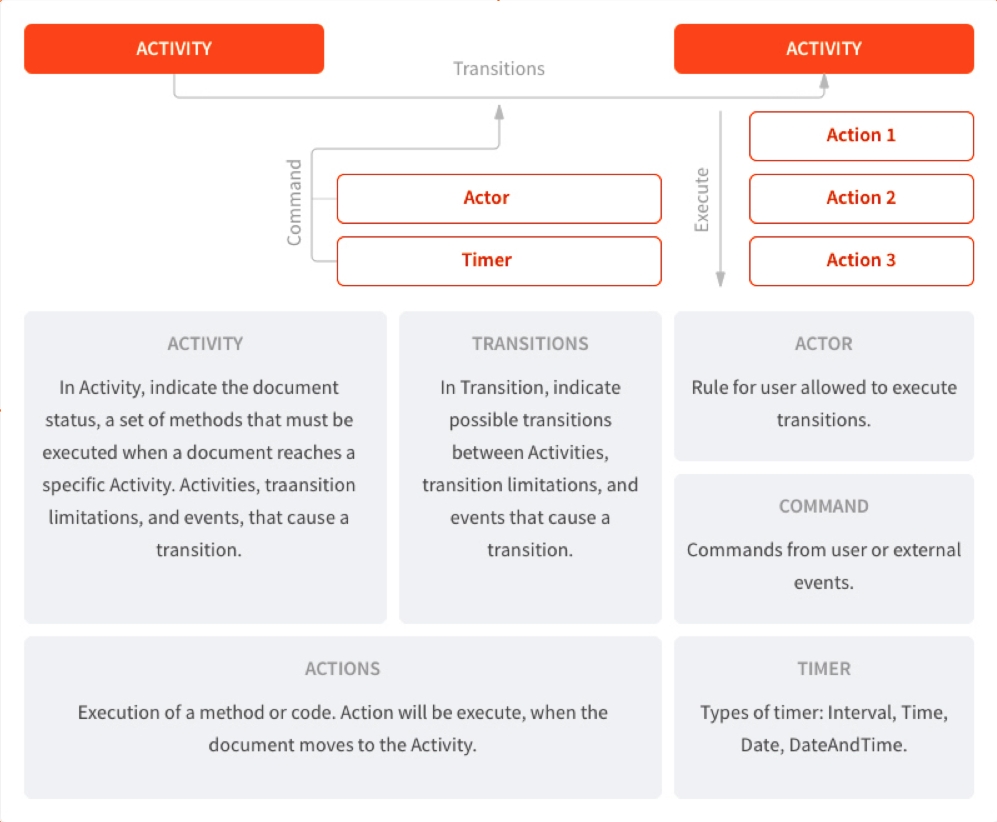 ACTIVITY
ACTIVITY
Transitions
Command
Actor
Timer
Execute
Action 1
Action 2
Action 3
ACTIVITY
In Activity, indicate the document
status, a set of methods that must be
executed when a document reaches a
specific Activity. Activities, traansition
limitations, and events, that cause a
transition.
TRANSITIONS
In Transition, indicate
possible transitions
between Activities,
transition limitations, and
events that cause a
transition.
ACTOR
Rule for user allowed to execute
transitions.
COMMAND
Commands from user or external
events.
ACTIONS
Execution of a method or code. Action will be execute, when the
document moves to the Activity.
TIMER
Types of timer: Interval, Time,
Date, DateAndTime.